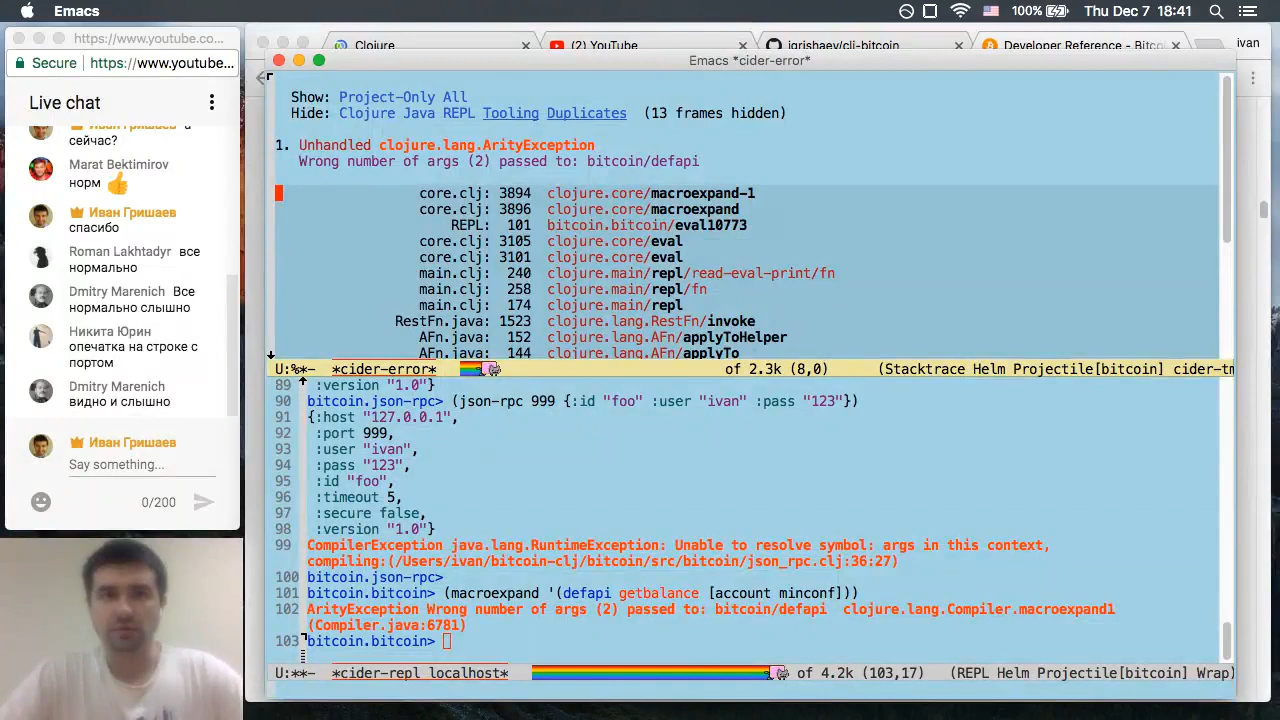 Emacs
100%
Thu Dec 7 18:41
https://www.youtube.co...
Secure
https://www.youtube...
Live chat
Иван Гришаев а
сейчас?
Marat Bektimirov
норм 👍
Иван Гришаев
спасибо
Roman Lakhtadyr все
нормально
Dmitry Marenich Все
нормально слышно
Никита Юрин
опечатка на строке с
портом
Dmitry Marenich
видно и слышно
Иван Гришаев
Say something...
0/200
Clojure
(2) YouTube
igrishaev/cli-bitcoin
Developer Reference - Bitc
ivan
Emacs *cider-error*
Show: Project-Only All
Hide: Clojure Java REPL Tooling Duplicates (13 frames hidden)
1. Unhandled clojure.lang.ArityException
Wrong number of args (2) passed to: bitcoin/defapi
core.clj: 3894 clojure.core/macroexpand-1
core.clj: 3896 clojure.core/macroexpand
REPL: 101 bitcoin.bitcoin/eval10773
core.clj: 3105 clojure.core/eval
core.clj: 3101 clojure.core/eval
main.clj: 240 clojure.main/repl/read-eval-print/fn
main.clj: 258 clojure.main/repl/fn
main.clj: 174 clojure.main/repl
RestFn.java: 1523 clojure.lang.RestFn/invoke
AFn.java: 152 clojure.lang.AFn/applyToHelper
AFn.java: 144 clojure.lang.AFn/applyTo
U:%*- *cider-error* of 2.3k (8,0) (Stacktrace Helm Projectile[bitcoin] cider-tm
89 :version "1.0"}
90 bitcoin.json-rpc> (json-rpc 999 {:id "foo" :user "ivan" :pass "123"})
91 {:host "127.0.0.1",
92 :port 999,
93 :user "ivan",
94 :pass "123",
95 :id "foo",
96 :timeout 5,
97 :secure false,
98 :version "1.0"}
99 CompilerException java.lang.RuntimeException: Unable to resolve symbol: args in this context,
compiling:(/Users/ivan/bitcoin-clj/bitcoin/src/bitcoin/json_rpc.clj:36:27)
100 bitcoin.json-rpc>
101 bitcoin.bitcoin> (macroexpand '(defapi getbalance [account minconf]))
102 ArityException Wrong number of args (2) passed to: bitcoin/defapi clojure.lang.Compiler.macroexpand1
(Compiler.java:6781)
103 bitcoin.bitcoin>
U:**- *cider-repl localhost* of 4.2k (103,17) (REPL Helm Projectile[bitcoin] Wrap)